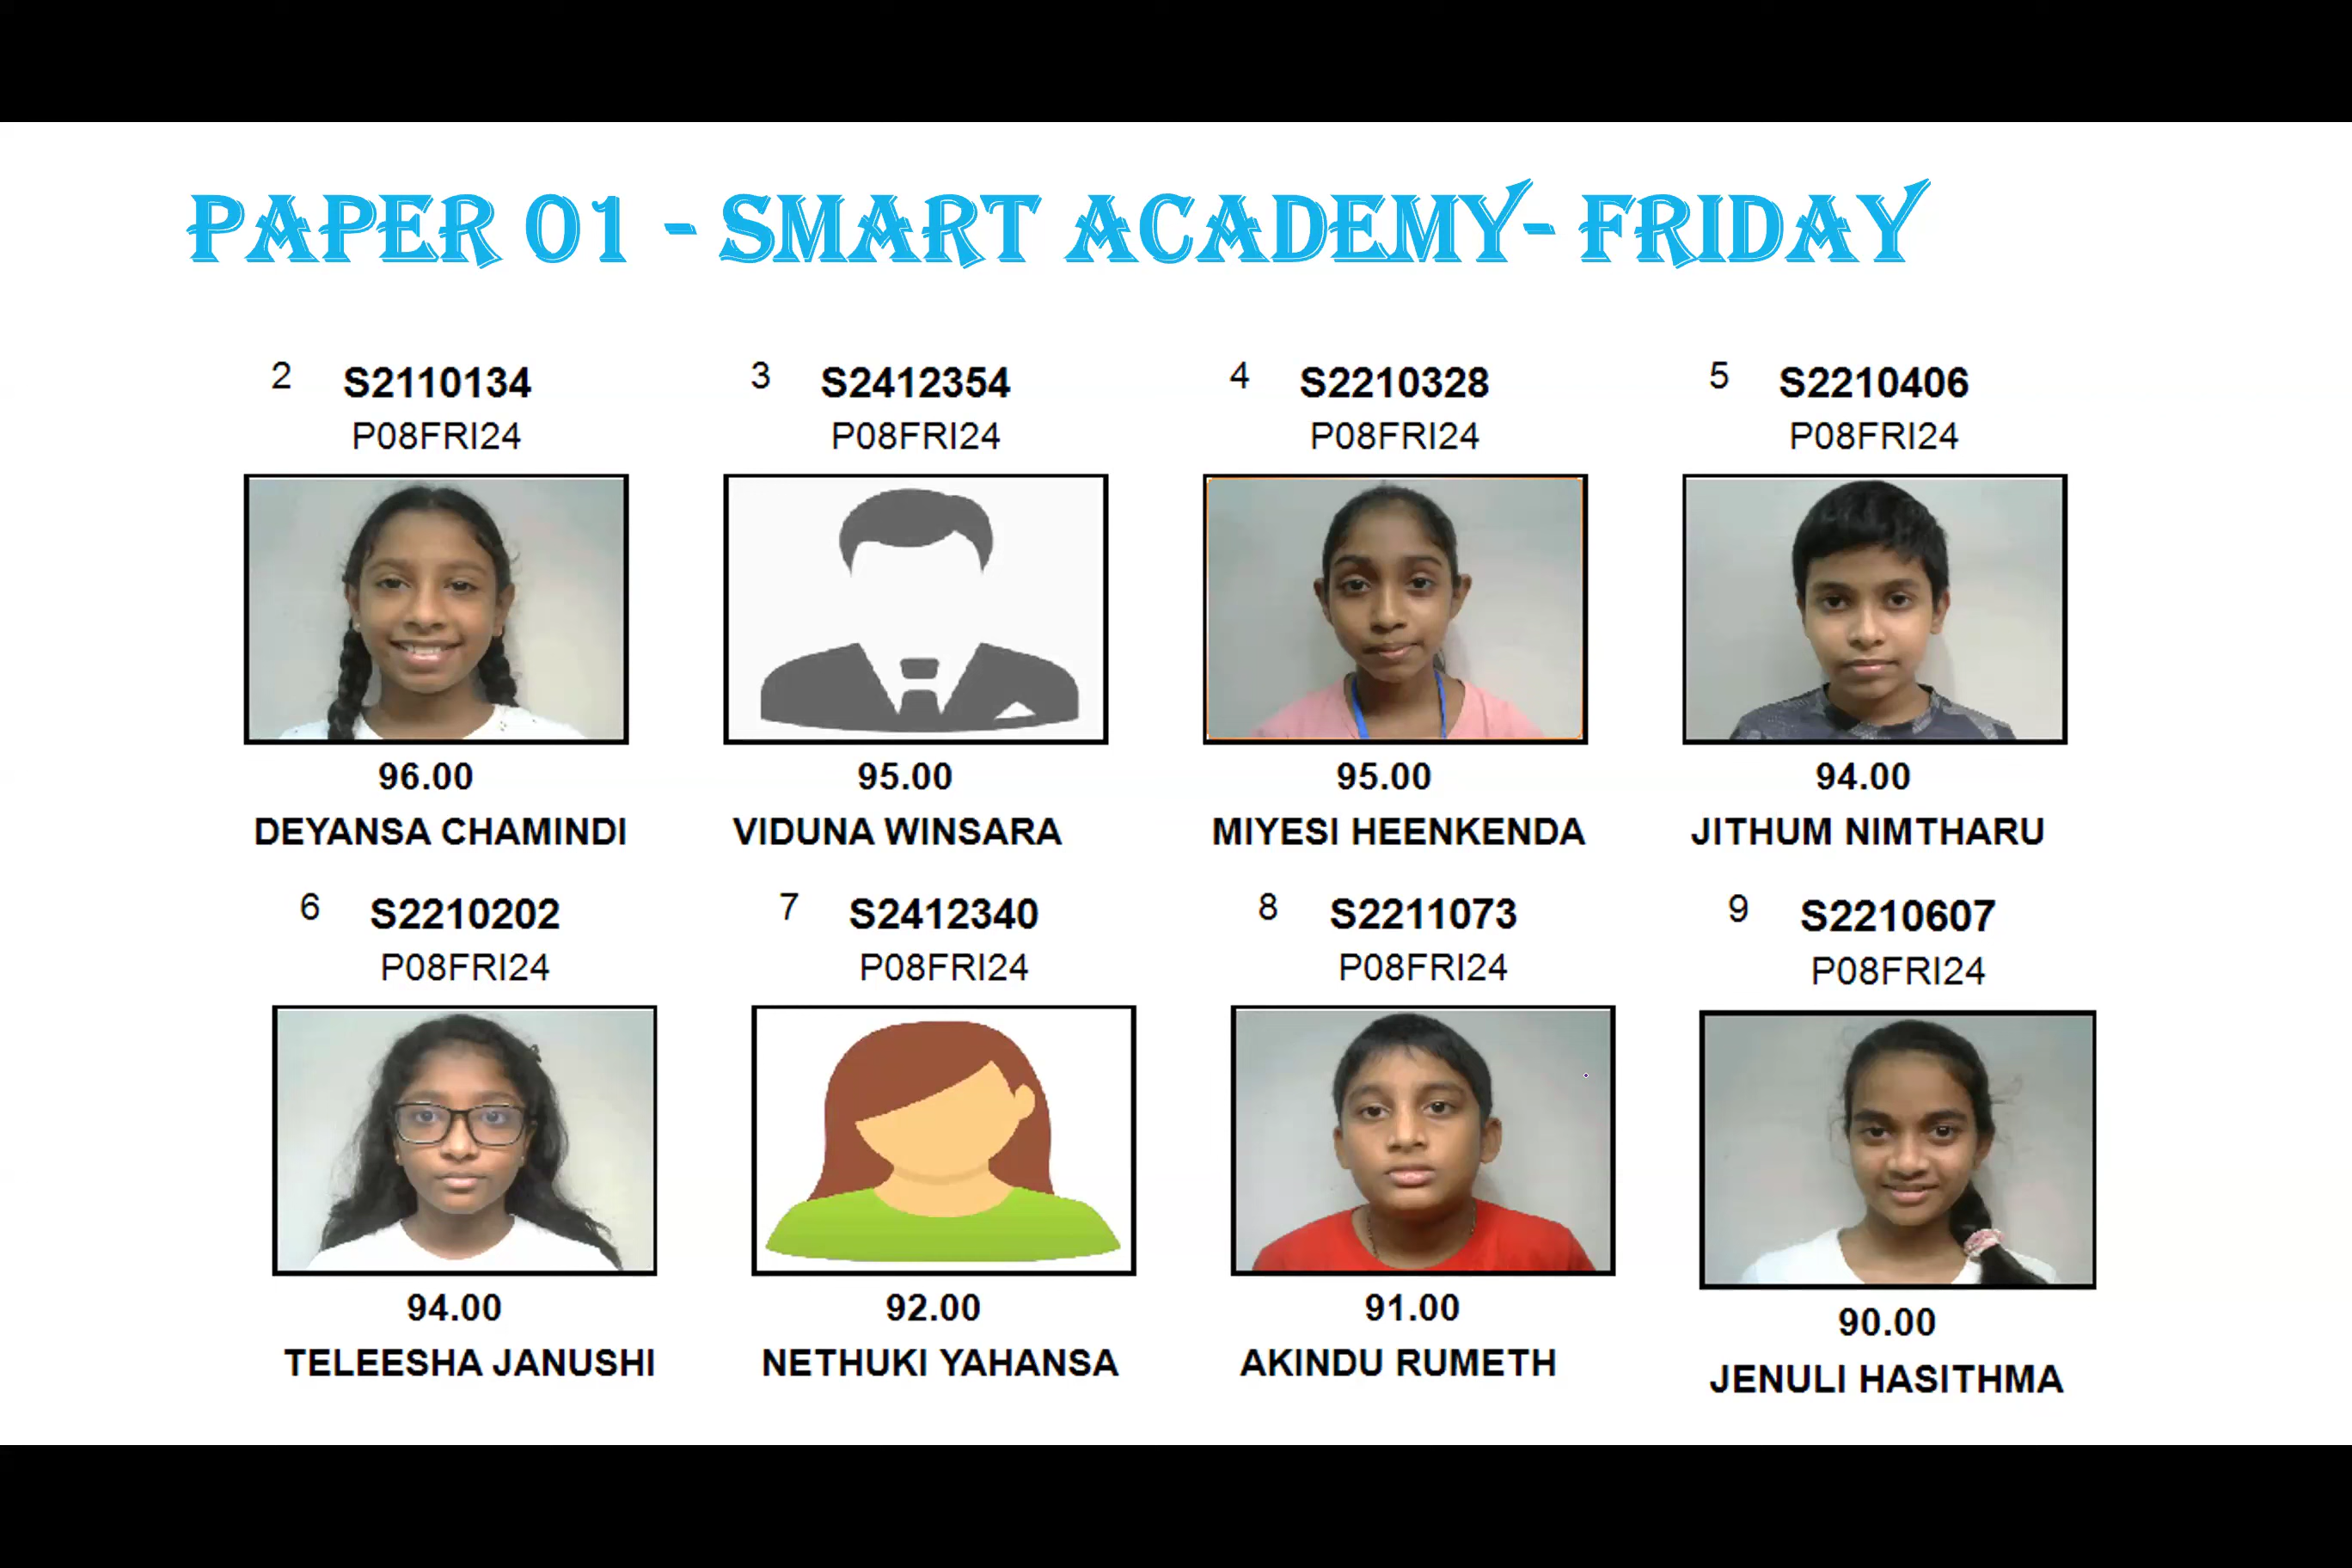 PAPER 01 - SMART ACADEMY- FRIDAY
2 S2110134
P08FRI24
96.00
DEYANSA CHAMINDI
3 S2412354
P08FRI24
95.00
VIDUNA WINSARA
4 S2210328
P08FRI24
95.00
MIYESI HEENKENDA
5 S2210406
P08FRI24
94.00
JITHUM NIMTHARU
6 S2210202
P08FRI24
94.00
TELEESHA JANUSHI
7 S2412340
P08FRI24
92.00
NETHUKI YAHANSA
8 S2211073
P08FRI24
91.00
AKINDU RUMETH
9 S2210607
P08FRI24
90.00
JENULI HASITHMA